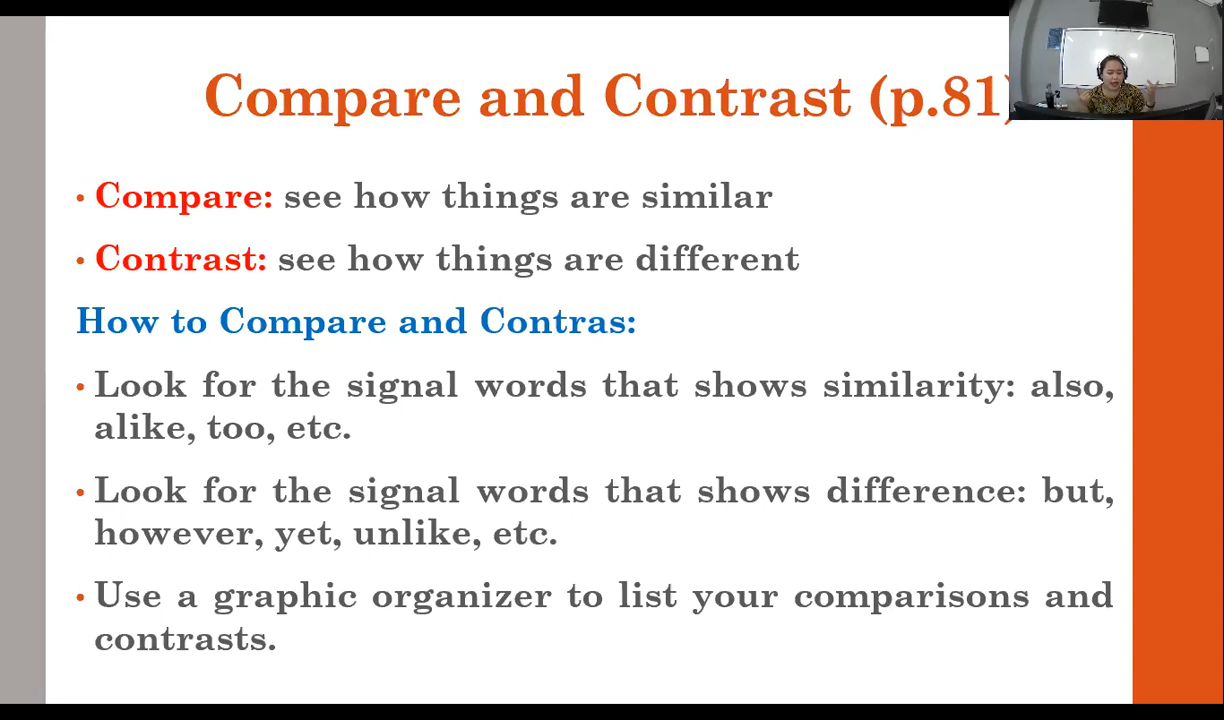 Compare and Contrast (p.81)
• Compare: see how things are similar
• Contrast: see how things are different
How to Compare and Contras:
• Look for the signal words that shows similarity: also,
alike, too, etc.
• Look for the signal words that shows difference: but,
however, yet, unlike, etc.
• Use a graphic organizer to list your comparisons and
contrasts.